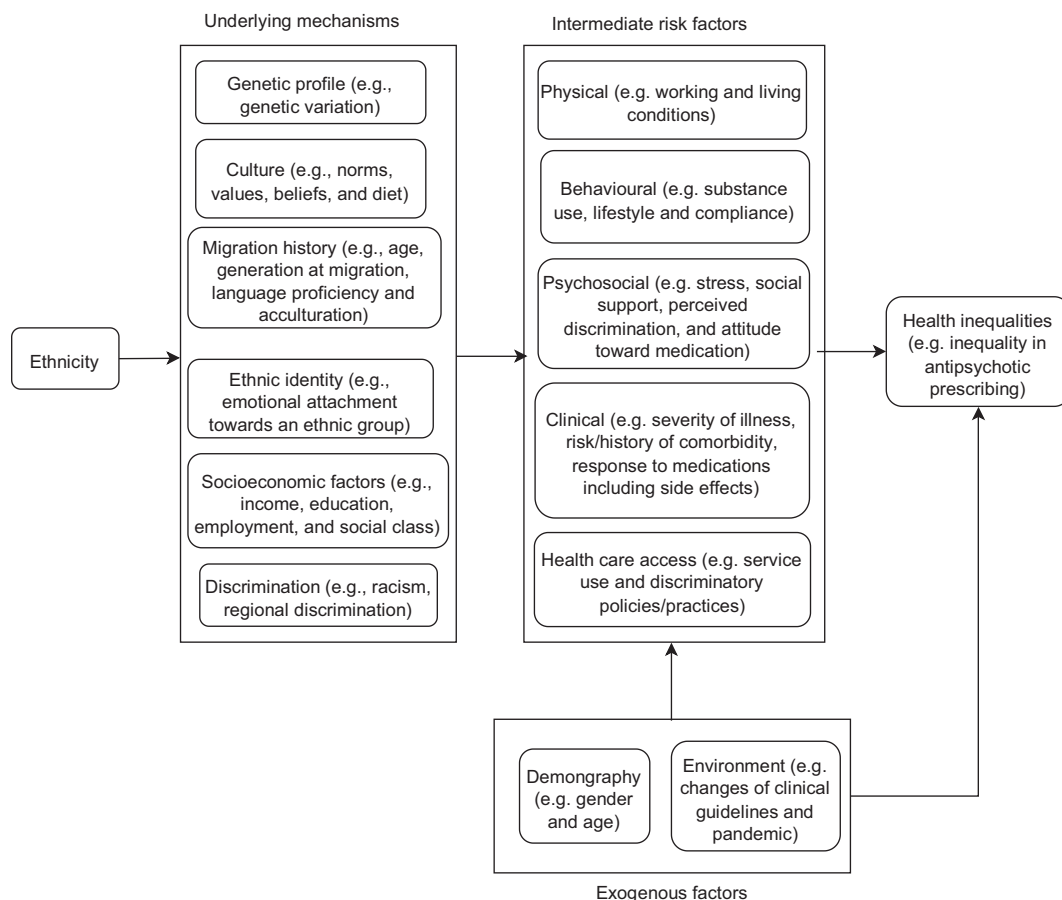 Underlying mechanisms
Genetic profile (e.g.,
genetic variation)
Culture (e.g., norms,
values, beliefs, and diet)
Migration history (e.g., age,
generation at migration,
language proficiency and
acculturation)
Ethnicity
Ethnic identity (e.g.,
emotional attachment
towards an ethnic group)
Socioeconomic factors (e.g.,
income, education,
employment, and social class)
Discrimination (e.g., racism,
regional discrimination)
Intermediate risk factors
Physical (e.g. working and living
conditions)
Behavioural (e.g. substance
use, lifestyle and compliance)
Psychosocial (e.g. stress, social
support, perceived
discrimination, and attitude
toward medication)
Clinical (e.g. severity of illness,
risk/history of comorbidity,
response to medications
including side effects)
Health care access (e.g. service
use and discriminatory
policies/practices)
Health inequalities
(e.g. inequality in
antipsychotic
prescribing)
Demongraphy
(e.g. gender
and age)
Environment (e.g.
changes of clinical
guidelines and
pandemic)
Exogenous factors